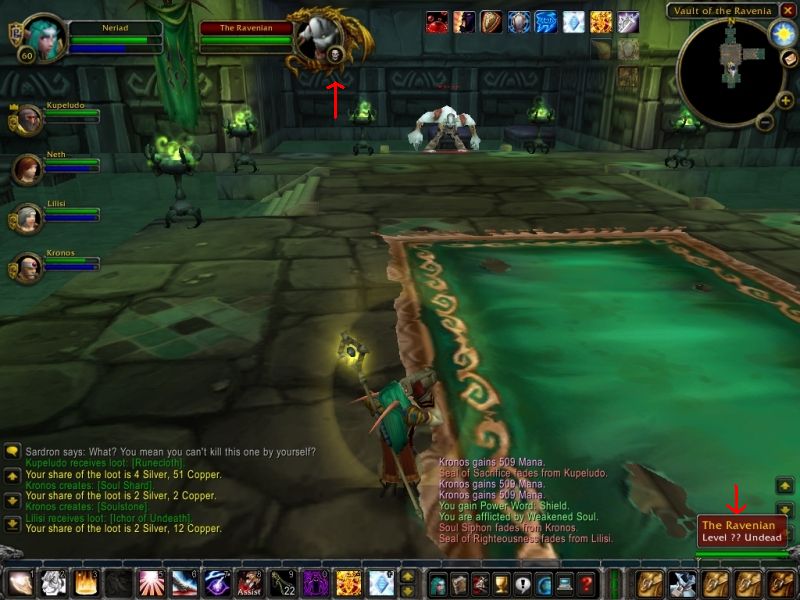 Neriad
The Ravenian
Vault of the Ravenia
N
60
Kupeludo
Neth
Lilisi
Kronos
Sardron says: What? You mean you can't kill this one by yourself?
Kupeludo receives loot: [Runecloth].
Your share of the loot is 4 Silver, 51 Copper.
Kronos creates: [Soul Shard].
Your share of the loot is 2 Silver, 2 Copper.
Kronos creates: [Soulstone].
Lilisi receives loot: [Ichor of Undeath].
Your share of the loot is 2 Silver, 12 Copper.
Kronos gains 509 Mana.
Seal of Sacrifice fades from Kupeludo.
Kronos gains 509 Mana.
Kronos gains 509 Mana.
You gain Power Word: Shield.
You are afflicted by Weakened Soul.
Soul Siphon fades from Kronos.
Seal of Righteousness fades from Lilisi.
The Ravenian
Level ?? Undead
Assist
22